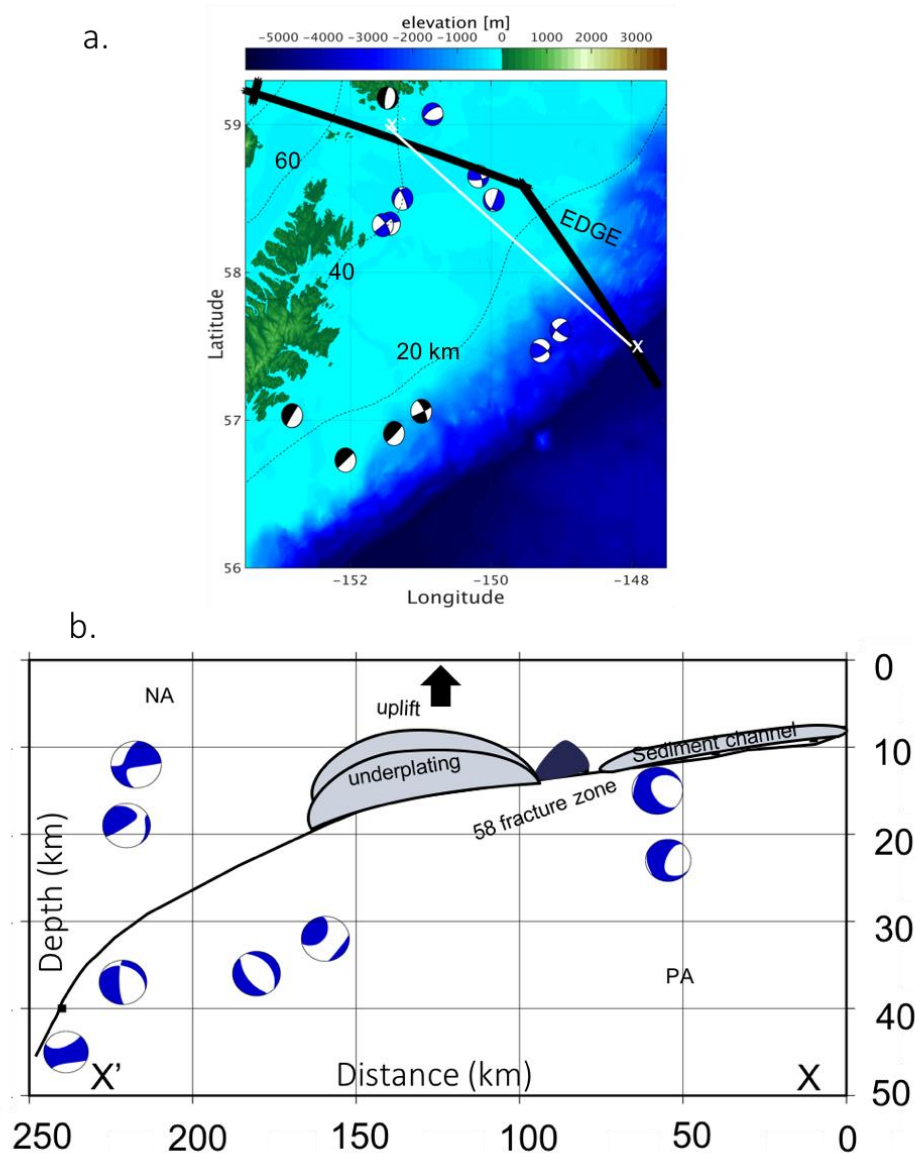 a.
elevation [m]
-5000 -4000 -3000 -2000 -1000 0 1000 2000 3000
59
60
EDGE
58
40
Latitude
20 km
57
56
-152 -150 -148
Longitude
b.
0
NA
uplift
10
Sediment channel
underplating
58 fracture zone
20
Depth (km)
30
PA
40
X' Distance (km) X
50
250 200 150 100 50 0
x
x